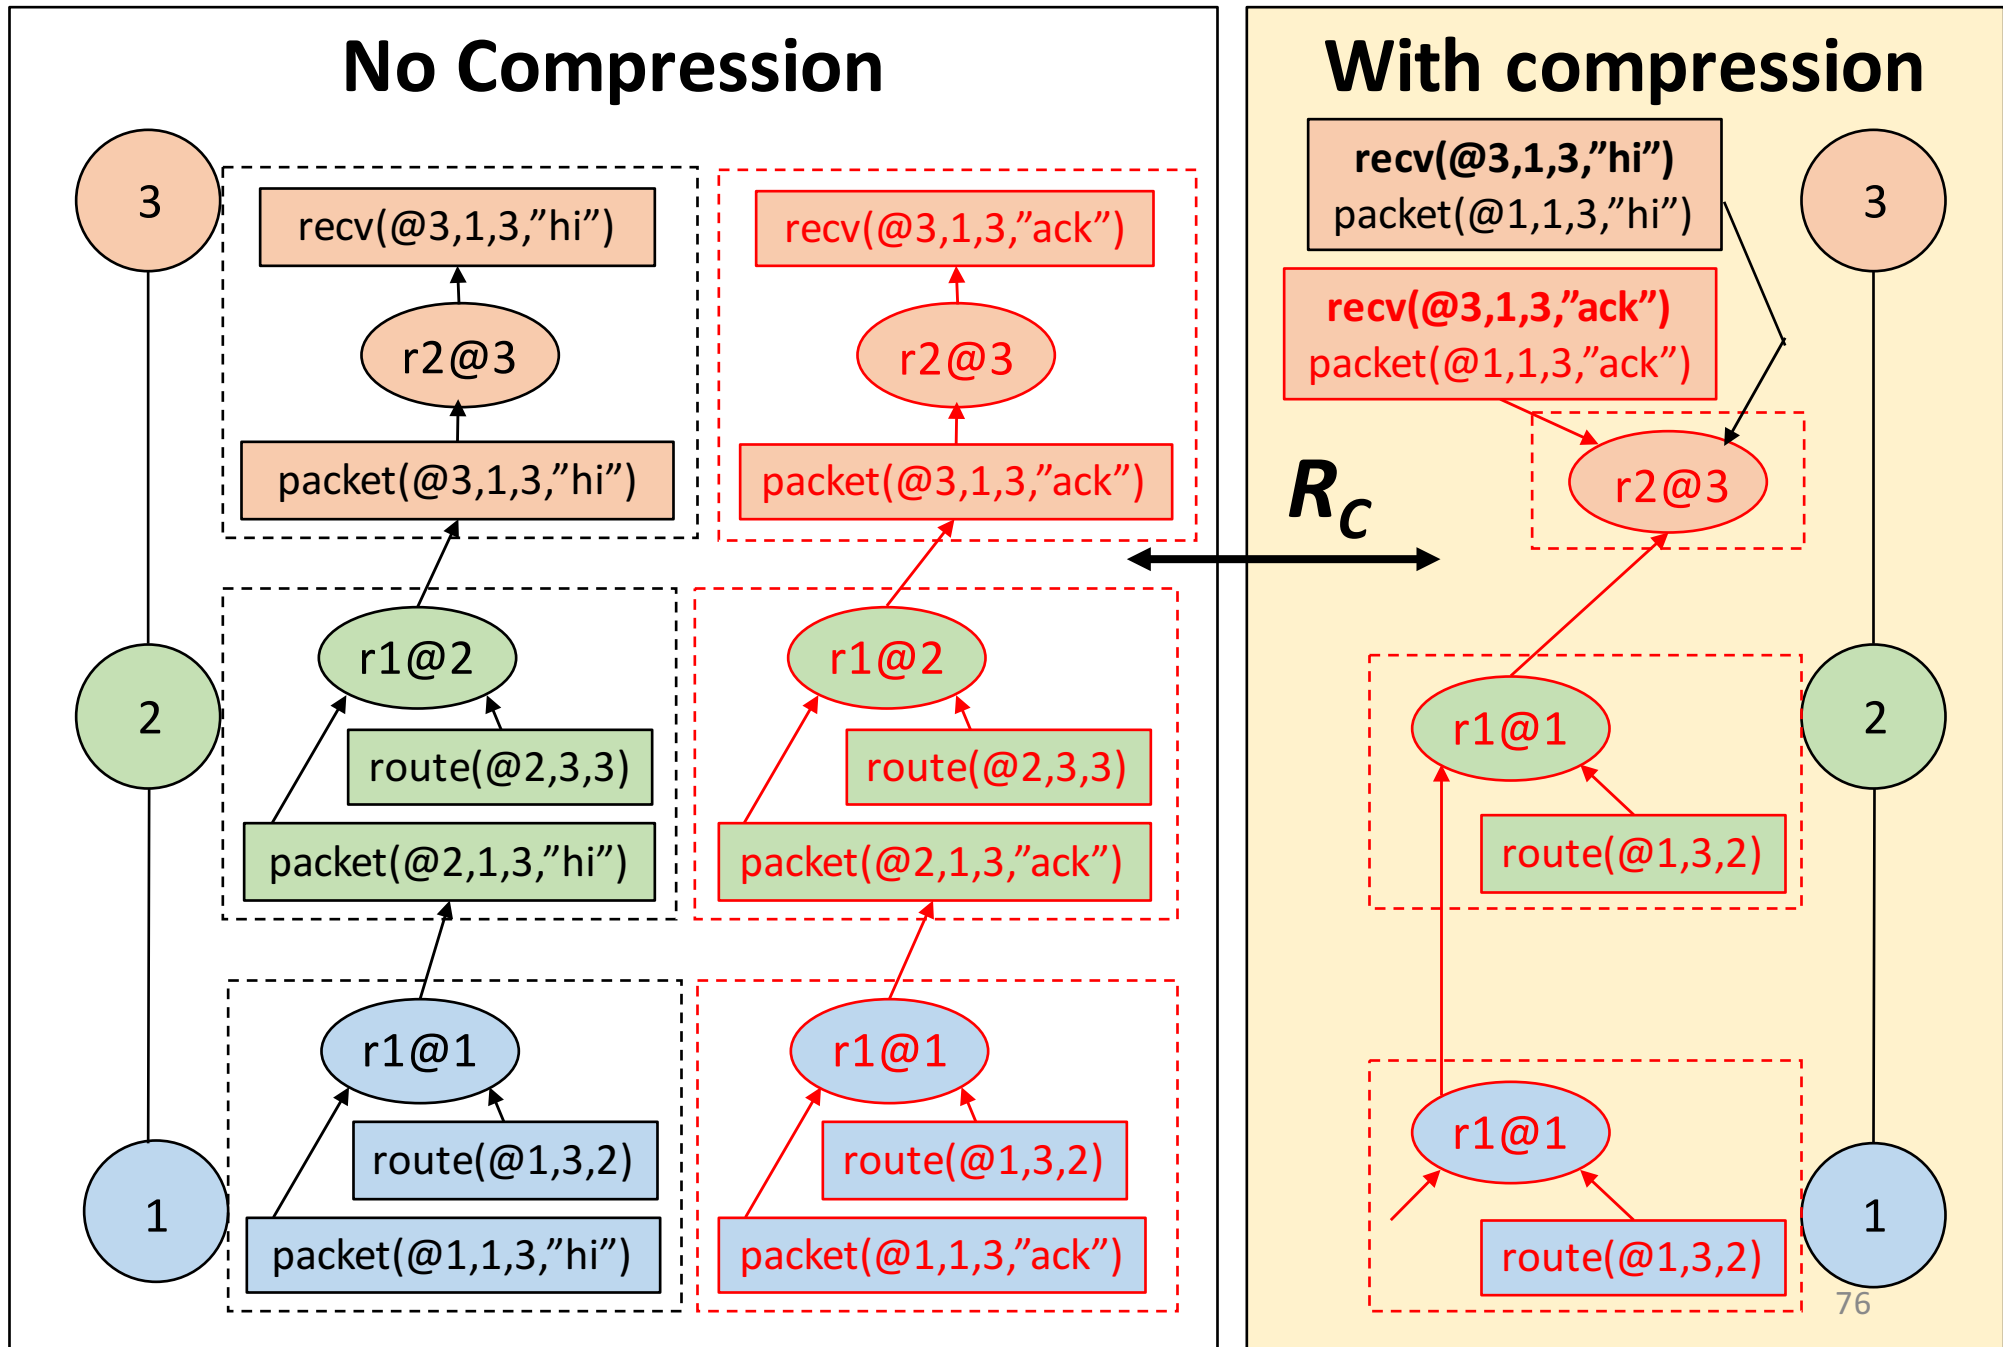 No Compression
3
recv(@3,1,3,”hi”)
r2@3
packet(@3,1,3,”hi”)
recv(@3,1,3,”ack”)
r2@3
packet(@3,1,3,”ack”)
2
r1@2
route(@2,3,3)
packet(@2,1,3,”hi”)
r1@2
route(@2,3,3)
packet(@2,1,3,”ack”)
1
r1@1
route(@1,3,2)
packet(@1,1,3,”hi”)
r1@1
route(@1,3,2)
packet(@1,1,3,”ack”)
RC
With compression
recv(@3,1,3,”hi”)
packet(@1,1,3,”hi”)
3
recv(@3,1,3,”ack”)
packet(@1,1,3,”ack”)
r2@3
r1@1
2
route(@1,3,2)
r1@1
1
route(@1,3,2)
76